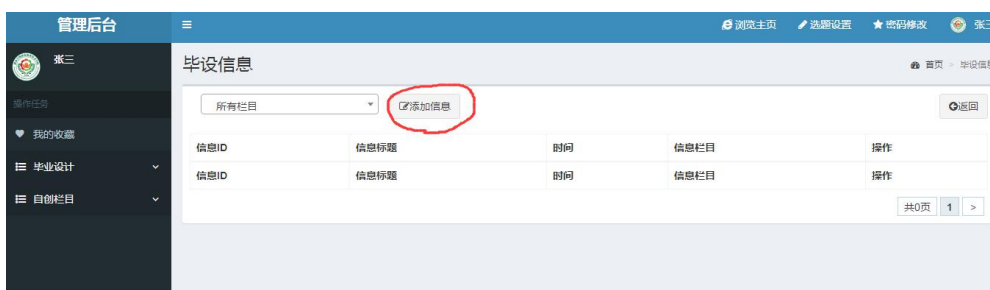 管理后台
浏览主页 选题设置 密码修改 张三
张三
毕设信息
首页 > 毕设信息
操作任务
所有栏目 添加信息 返回
我的收藏
信息ID 信息标题 时间 信息栏目 操作
毕业设计
信息ID 信息标题 时间 信息栏目 操作
自创栏目
共0页 1 >